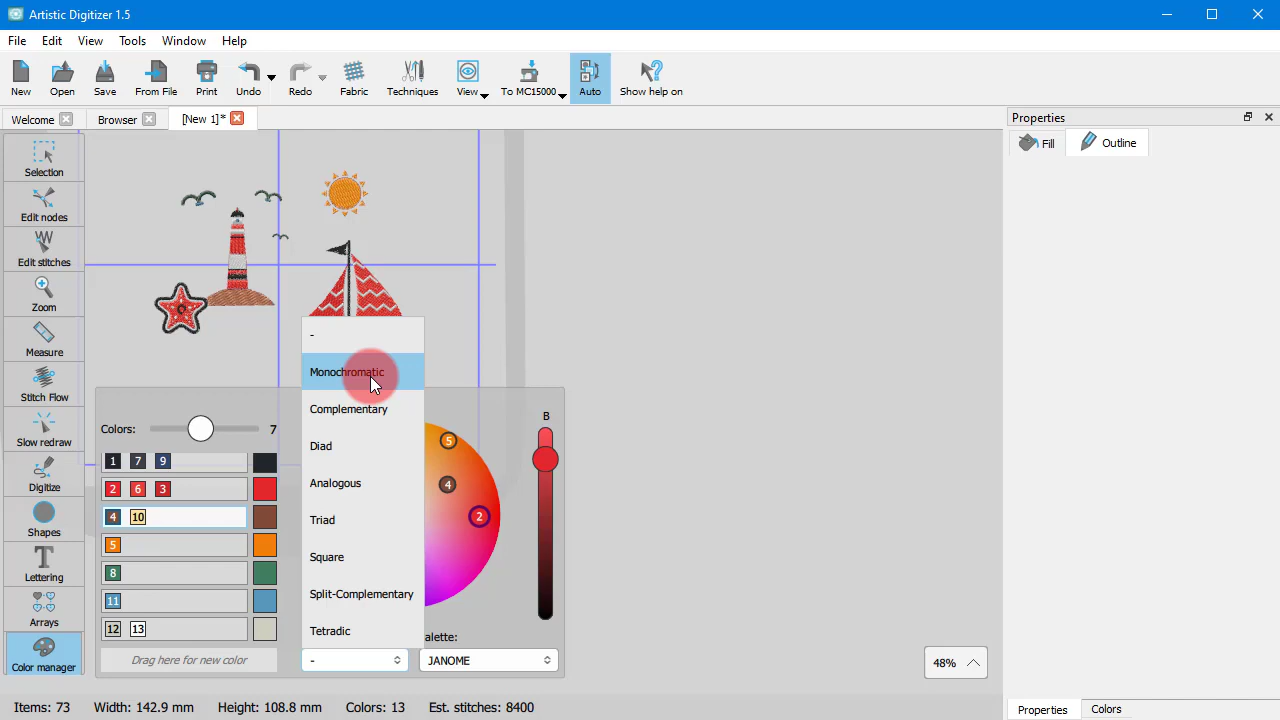 Artistic Digitizer 1.5
File Edit View Tools Window Help
New Open Save From File Print Undo Redo Fabric Techniques View To MC15000 Auto Show help on
Welcome Browser [New 1]* Properties
Fill Outline
Selection
Edit nodes
Edit stitches
Zoom
Measure
Stitch Flow
Slow redraw
Digitize
Shapes
Lettering
Arrays
Color manager
Colors: 7
1 7 9
2 6 3
4 10
5
8
11
12 13
Drag here for new color
-
Monochromatic
Complementary
Diad
Analogous
Triad
Square
Split-Complementary
Tetradic
-
5
4
2
B
alette:
JANOME
48%
Items: 73 Width: 142.9 mm Height: 108.8 mm Colors: 13 Est. stitches: 8400
Properties Colors